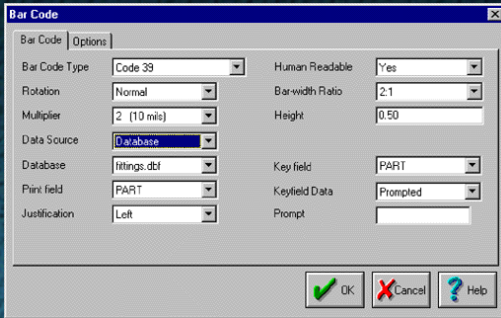 Bar Code
Bar Code Options
Bar Code Type Code 39 Human Readable Yes
Rotation Normal Bar-width Ratio 2:1
Multiplier 2 (10 mils) Height 0.50
Data Source Database
Database fittings.dbf Key field PART
Print field PART Keyfield Data Prompted
Justification Left Prompt
OK Cancel Help